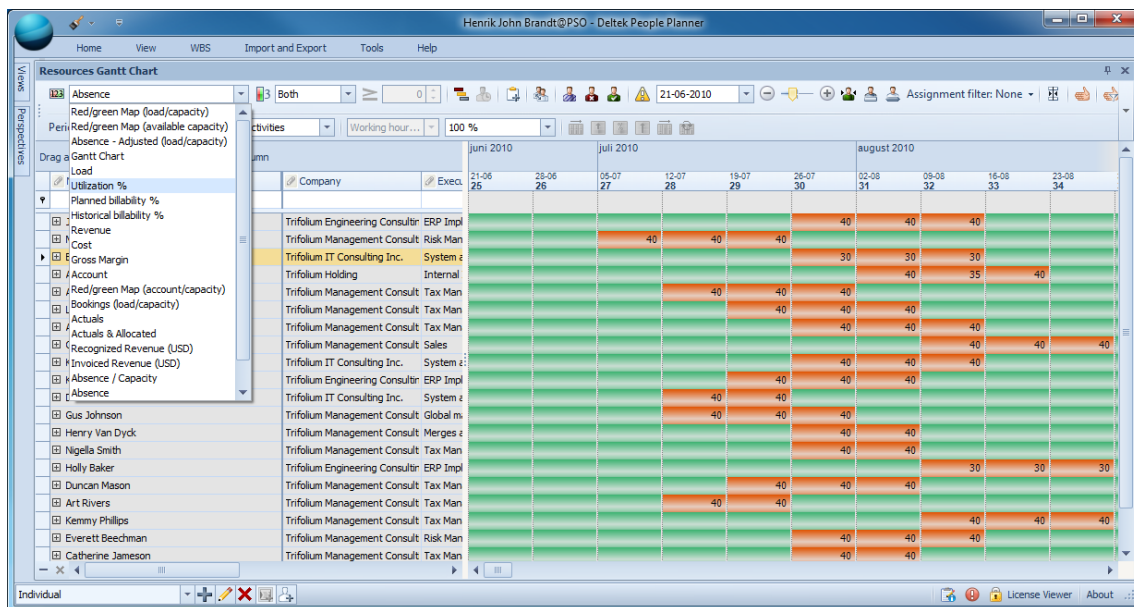 Henrik John Brandt@PSO - Deltek People Planner
Home View WBS Import and Export Tools Help
Views
Perspectives
Resources Gantt Chart
123 Absence 3 Both 0 21-06-2010 Assignment filter: None
Working hour... 100 %
Red/green Map (load/capacity)
Red/green Map (available capacity)
Absence - Adjusted (load/capacity)
Gantt Chart
Load
Utilization %
Planned billability %
Historical billability %
Revenue
Cost
Gross Margin
Account
Red/green Map (account/capacity)
Bookings (load/capacity)
Actuals
Actuals & Allocated
Recognized Revenue (USD)
Invoiced Revenue (USD)
Absence / Capacity
Absence
juni 2010 juli 2010 august 2010
Company 21-06 28-06 05-07 12-07 19-07 26-07 02-08 09-08 16-08 23-08
25 26 27 28 29 30 31 32 33 34
Trifolium Engineering Consultin ERP Impl 40 40 40
Trifolium Management Consult Risk Man 40 40 40
Trifolium IT Consulting Inc. System a 30 30 30
Trifolium Holding Internal 40 35 40
Trifolium Management Consult Tax Man 40 40 40
Trifolium Management Consult Tax Man 40 40 40
Trifolium Management Consult Tax Man 40 40 40
Trifolium Management Consult Sales 40 40 40
Trifolium IT Consulting Inc. System a 40 40 40
Trifolium Engineering Consultin ERP Impl 40 40 40
Trifolium IT Consulting Inc. System a 40 40
Gus Johnson Trifolium Management Consult Global ma 40 40 40
Henry Van Dyck Trifolium Management Consult Merges a 40 40
Nigella Smith Trifolium Management Consult Tax Man 40 40
Holly Baker Trifolium Engineering Consultin ERP Impl 30 30 30
Duncan Mason Trifolium Management Consult Tax Man 40 40 40
Art Rivers Trifolium Management Consult Tax Man 40 40
Kemmy Phillips Trifolium Management Consult Tax Man 40 40 40
Everett Beechman Trifolium Management Consult Risk Man 40 40 40
Catherine Jameson Trifolium Management Consult Tax Man 40 40
Individual License Viewer About